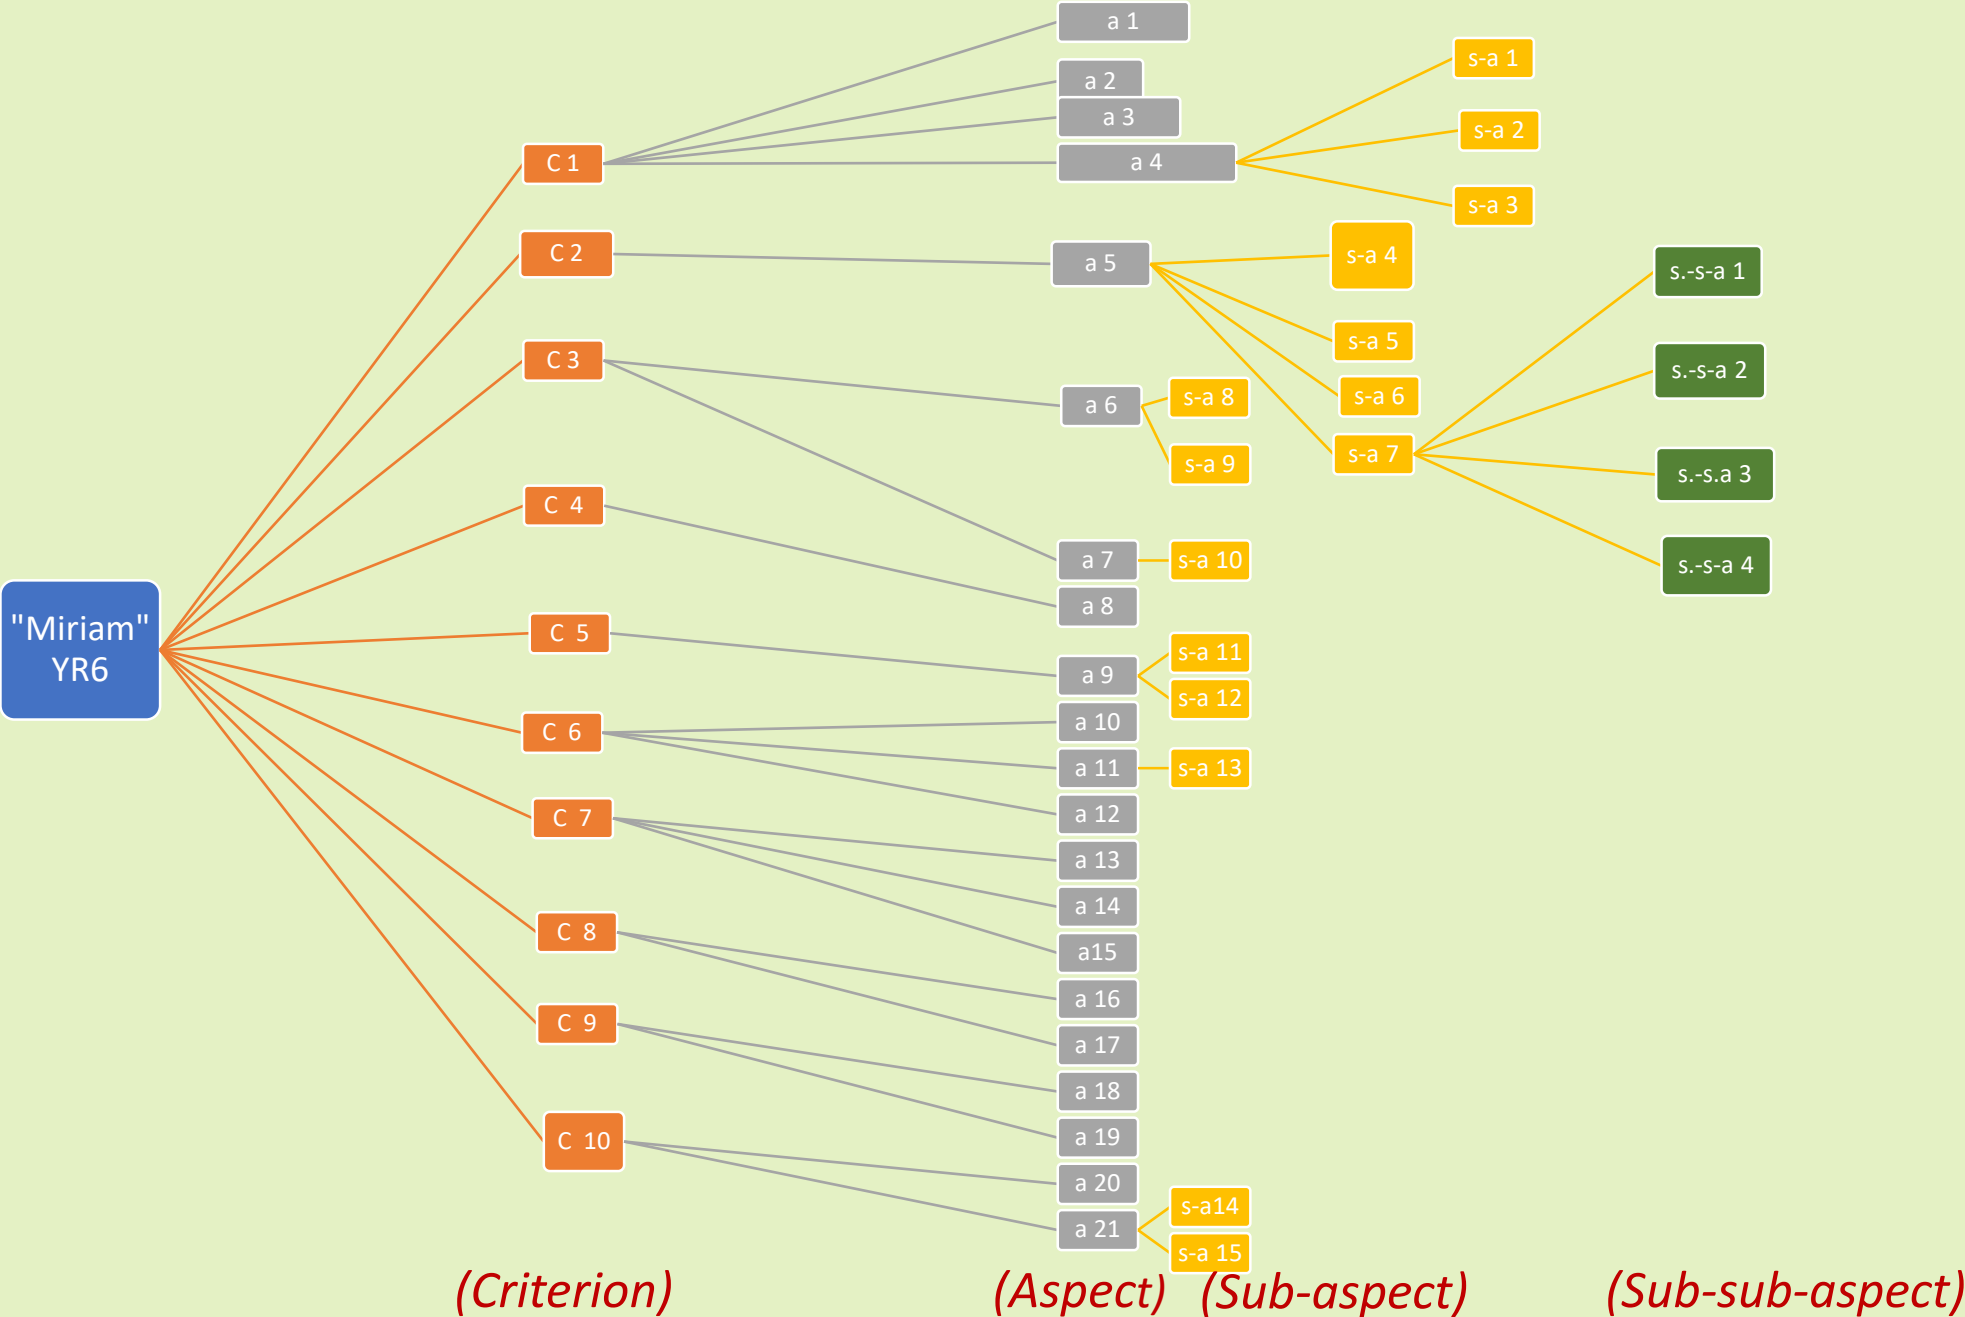 "Miriam"
YR6
C 1
C 2
C 3
C  4
C  5
C  6
C  7
C  8
C  9
C  10
a 1
a 2
a 3
a 4
a 5
a 6
a 7
a 8
a 9
a 10
a 11
a 12
a 13
a 14
a15
a 16
a 17
a 18
a 19
a 20
a 21
s-a 1
s-a 2
s-a 3
s-a 4
s-a 5
s-a 6
s-a 7
s-a 8
s-a 9
s-a 10
s-a 11
s-a 12
s-a 13
s-a14
s-a 15
s.-s-a 1
s.-s-a 2
s.-s.a 3
s.-s-a 4
(Criterion)
(Aspect)
(Sub-aspect)
(Sub-sub-aspect)